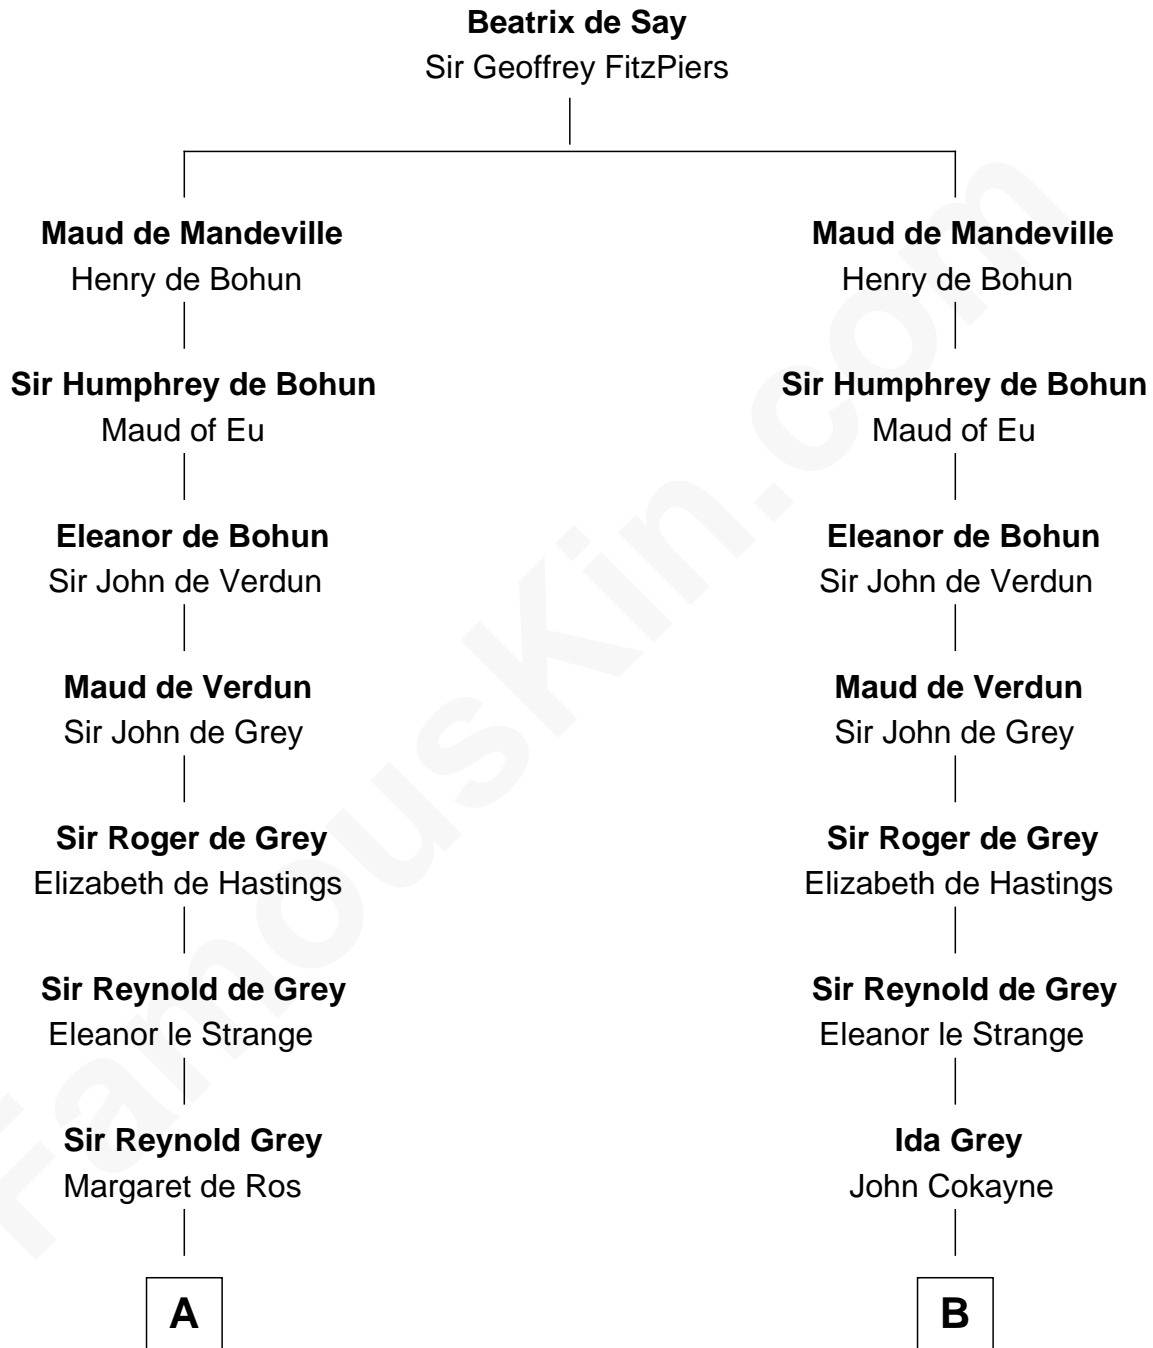 Beatrix de Say
Sir Geoffrey FitzPiers
Maud de Mandeville
Henry de Bohun
Sir Humphrey de Bohun
Maud of Eu
Eleanor de Bohun
Sir John de Verdun
Maud de Verdun
Sir John de Grey
Sir Roger de Grey
Elizabeth de Hastings
Sir Reynold de Grey
Eleanor le Strange
Sir Reynold Grey
Margaret de Ros
A
Maud de Mandeville
Henry de Bohun
Sir Humphrey de Bohun
Maud of Eu
Eleanor de Bohun
Sir John de Verdun
Maud de Verdun
Sir John de Grey
Sir Roger de Grey
Elizabeth de Hastings
Sir Reynold de Grey
Eleanor le Strange
Ida Grey
John Cokayne
B
FamousKin.com